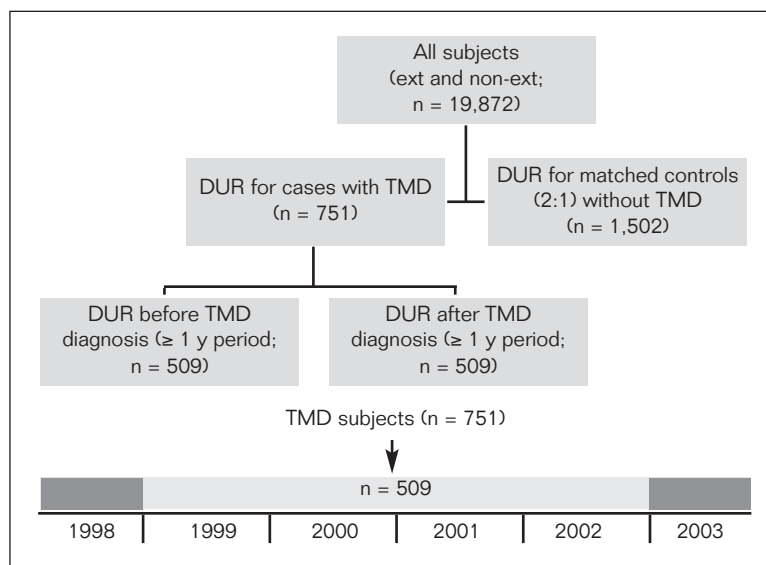 All subjects
(ext and non-ext;
n = 19,872)
DUR for cases with TMD
(n = 751)
DUR for matched controls
(2:1) without TMD
(n = 1,502)
DUR before TMD
diagnosis (≥ 1 y period;
n = 509)
DUR after TMD
diagnosis (≥ 1 y period;
n = 509)
TMD subjects (n = 751)
n = 509
1998 1999 2000 2001 2002 2003